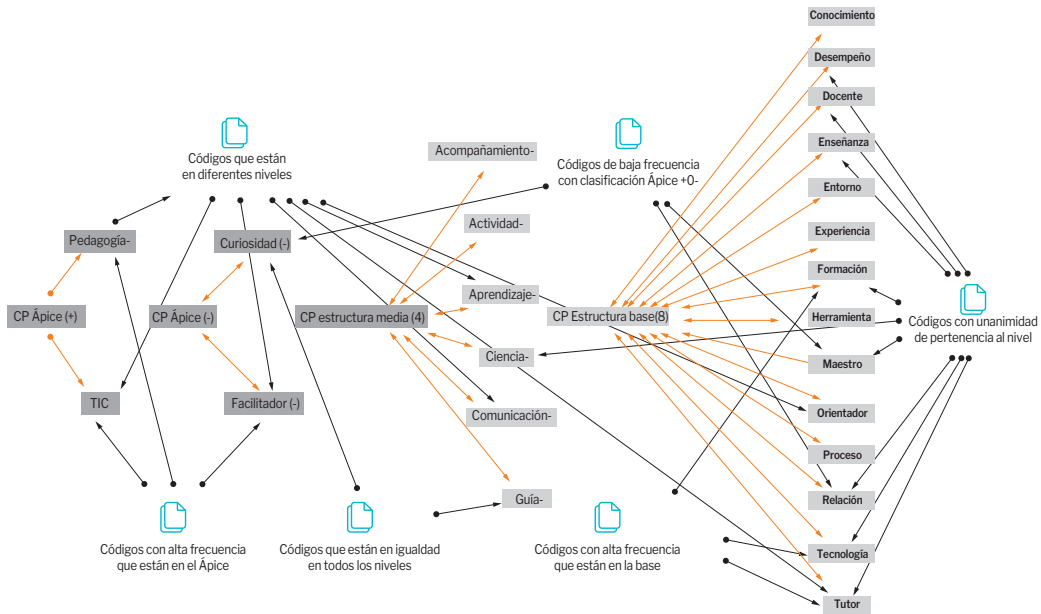 Conocimiento
Desempeño
Docente
Enseñanza
Entorno
Experiencia
Formación
Herramienta
Maestro
Orientador
Proceso
Relación
Tecnología
Tutor
Códigos que están
en diferentes niveles
Acompañamiento-
Códigos de baja frecuencia
con clasificación Ápice +0-
Pedagogía-
Curiosidad (-)
Actividad-
Aprendizaje-
CP Ápice (+)
CP Ápice (-)
CP estructura media (4)
CP Estructura base(8)
Ciencia-
Códigos con unanimidad
de pertenencia al nivel
TIC
Facilitador (-)
Comunicación-
Guía-
Códigos con alta frecuencia
que están en el Ápice
Códigos que están en igualdad
en todos los niveles
Códigos con alta frecuencia
que están en la base